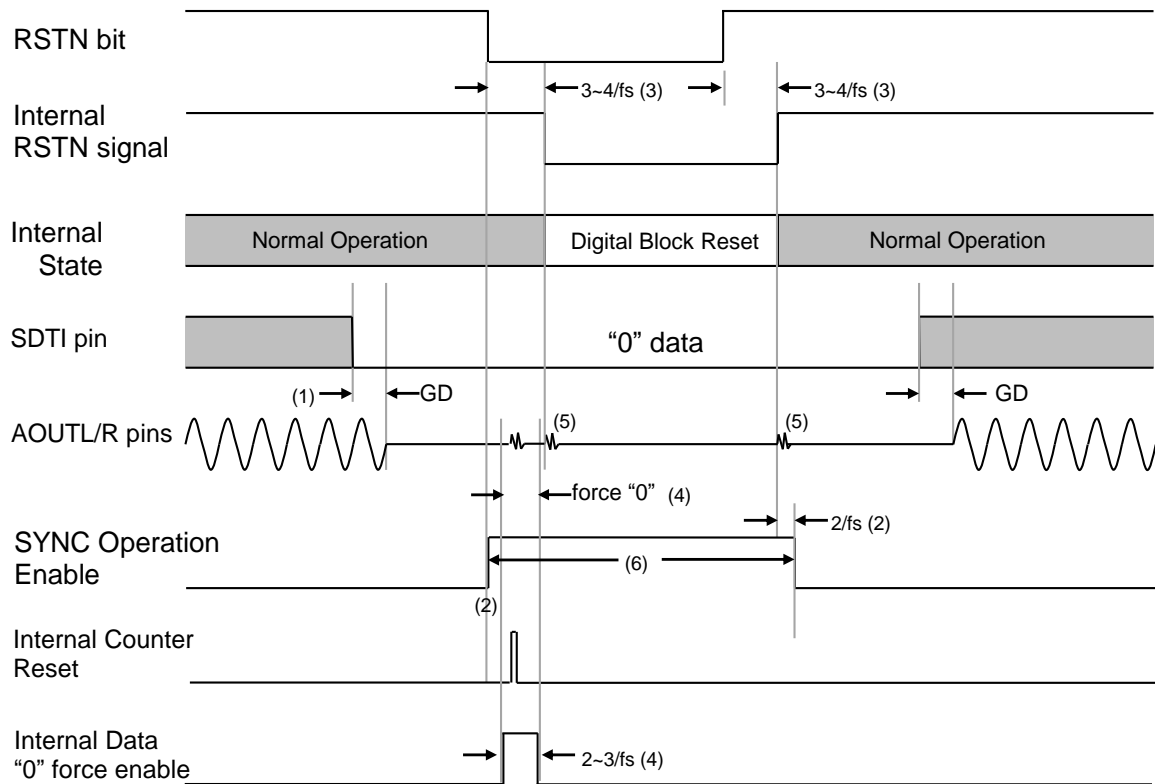 RSTN bit
3~4/fs (3)
3~4/fs (3)
Internal
RSTN signal
Internal
State
Normal Operation
Digital Block Reset
Normal Operation
SDTI pin
“0” data
(1)
GD
GD
AOUTL/R pins
(5)
(5)
force “0” (4)
2/fs (2)
SYNC Operation
Enable
(6)
(2)
Internal Counter
Reset
Internal Data
“0” force enable
2~3/fs (4)